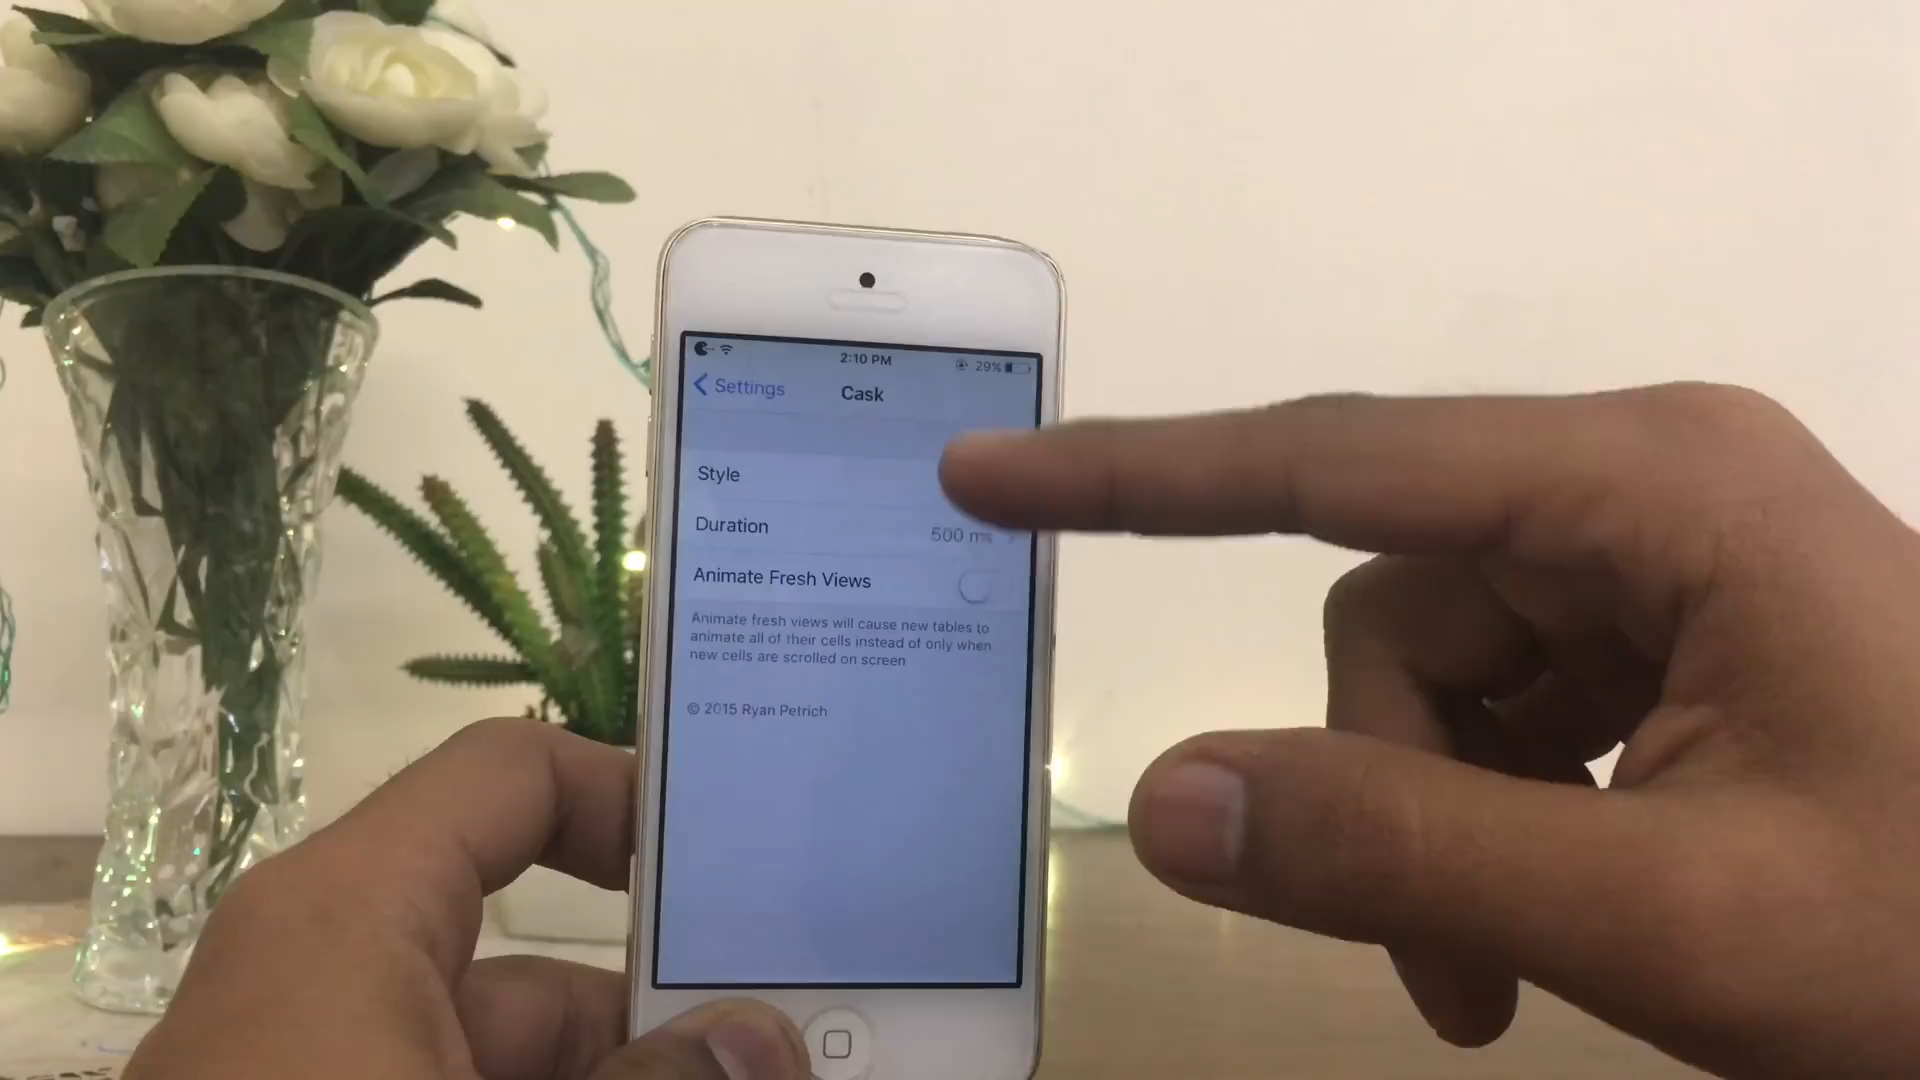 2:10 PM
29%
Settings
Cask
Style
Duration
500 ms
Animate Fresh Views
Animate fresh views will cause new tables to
animate all of their cells instead of only when
new cells are scrolled on screen
© 2015 Ryan Petrich